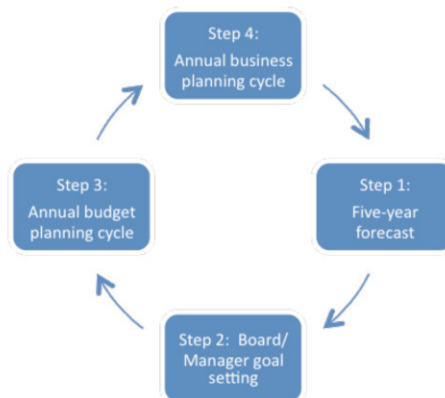 Step 4:
Annual business
planning cycle
Step 3:
Annual budget
planning cycle
Step 1:
Five-year
forecast
Step 2:  Board/
Manager goal
setting